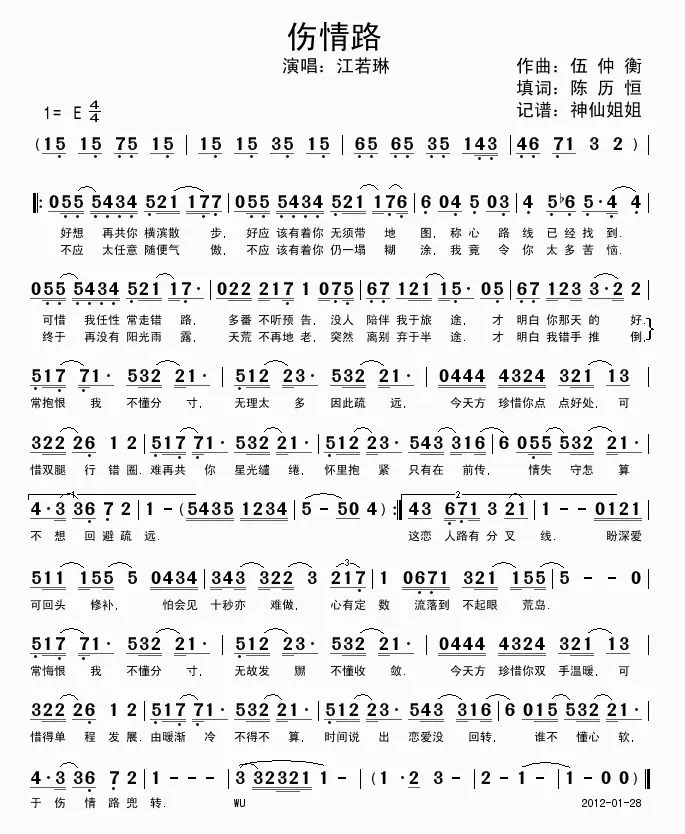 伤情路
演唱：江若琳
作曲：伍 仲 衡
填词：陈 历 恒
1= E 4/4
记谱：神仙姐姐
(15 15 75 15 | 15 15 35 15 | 65 65 35 143 | 46 71 3 2 ) |
‖: 055 5434 521 177 | 055 5434 521 176 | 6 04 5 03 | 4 5♭6 5·4 4
好想 再共你 横滨散 步, 好应 该有着你 无须带 地 图, 称心 路 线 已 经 找 到.
不应 太任意 随便气 傲, 不应 该有着你 仍一塌 糊 涂, 我 竟 令 你 太 多 苦 恼.
055 5434 521 17· | 022 217 1 075 | 67 121 15· 05 | 67 123 3·2 2
可惜 我任性 常走错 路, 多番 不听预 告, 没人 陪伴 我于旅 途, 才 明白 你那天 的 好.
终于 再没有 阳光雨 露, 天荒 不再地 老, 突然 离别 弃于半 途. 才 明白 我错手 推 倒,
517 71· 532 21· | 512 23· 532 21· | 0444 4324 321 13
常抱恨 我 不懂分 寸, 无理太 多 因此疏 远, 今天方 珍惜你点 点好处, 可
322 26 1 2 | 517 71· 532 21· | 512 23· 543 316 | 6 055 532 21
惜双腿 行 错 圈. 难再共 你 星光缱 绻, 怀里抱 紧 只有在 前传, 情失 守怎 算
1. 4·3 36 7 2 | 1 - (5435 1234 | 5 - 50 4) :‖ 2. 43 671 3 21 | 1 - - 0121
不 想 回 避 疏 远. 这恋 人路有 分 叉 线. 盼深爱
511 155 5 0434 | 343 322 3 217 | 1 0671 321 155 | 5 - - 0
可回头 修补, 怕会见 十秒亦 难做, 心有定 数 流落到 不起眼 荒岛.
517 71· 532 21· | 512 23· 532 21· | 0444 4324 321 13
常悔恨 我 不懂分 寸, 无故发 嬲 不懂收 敛. 今天方 珍惜你双 手温暖, 可
322 26 1 2 | 517 71· 532 21· | 512 23· 543 316 | 6 015 532 21
惜得单 程 发 展. 由暖渐 冷 不得不 算, 时间说 出 恋爱没 回转, 谁不 懂心 软,
4·3 36 7 2 | 1 - - - | 3 32321 1 - | (1 ·2 3 - | 2 - 1 - | 1 - 00)‖
于 伤 情 路 兜 转. WU 2012-01-28